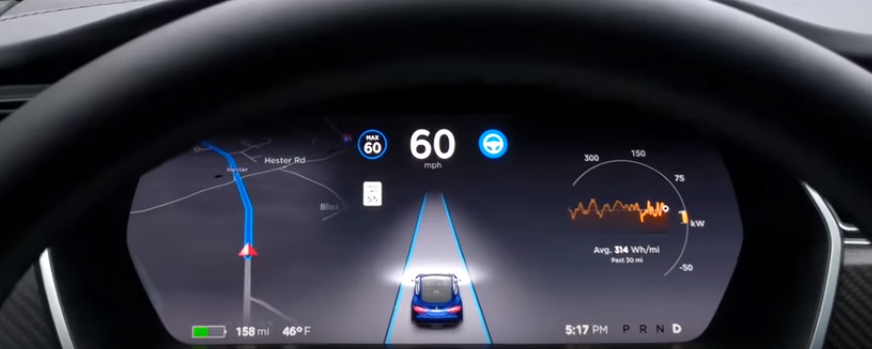 MAX
60
60
mph
Hester Rd
Hester
Bliss
300
150
75
kW
-50
Avg. 314 Wh/mi
Past 30 mi
158 mi
46° F
5:17 PM
P R N D